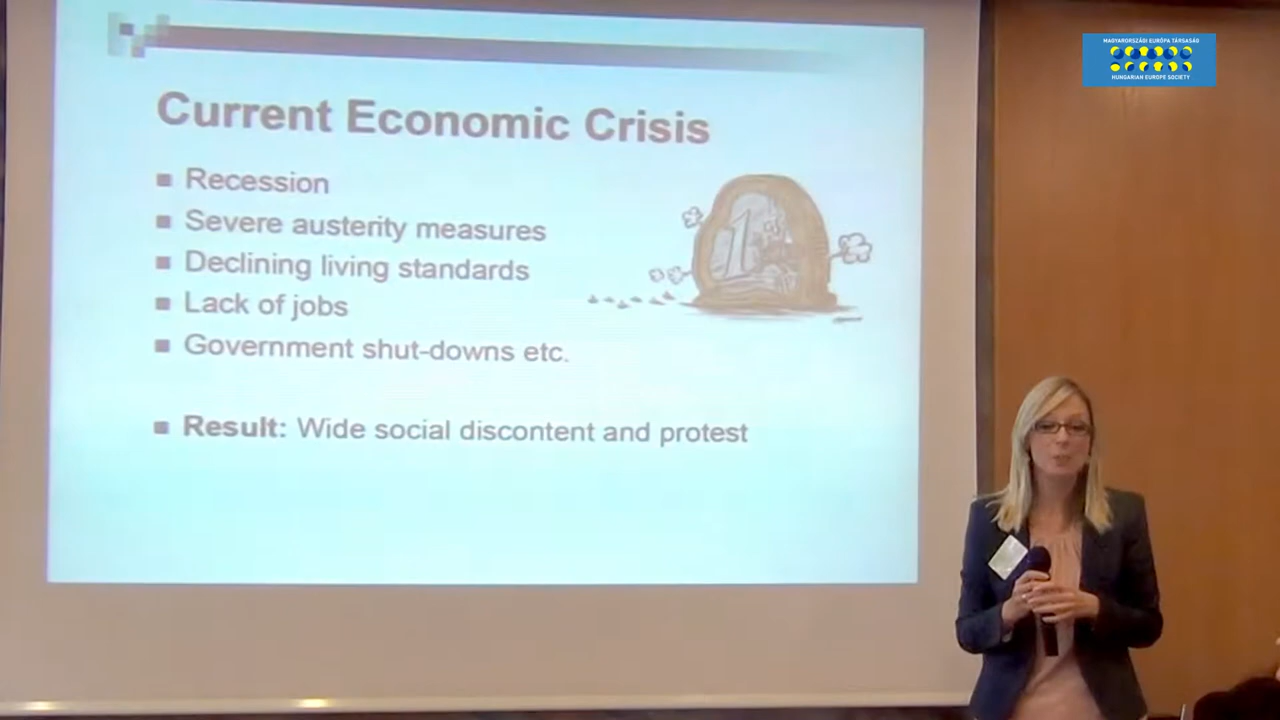 MAGYARORSZÁGI EURÓPA TÁRSASÁG
HUNGARIAN EUROPE SOCIETY
Current Economic Crisis
Recession
Severe austerity measures
Declining living standards
Lack of jobs
Government shut-downs etc.
Result: Wide social discontent and protest
1